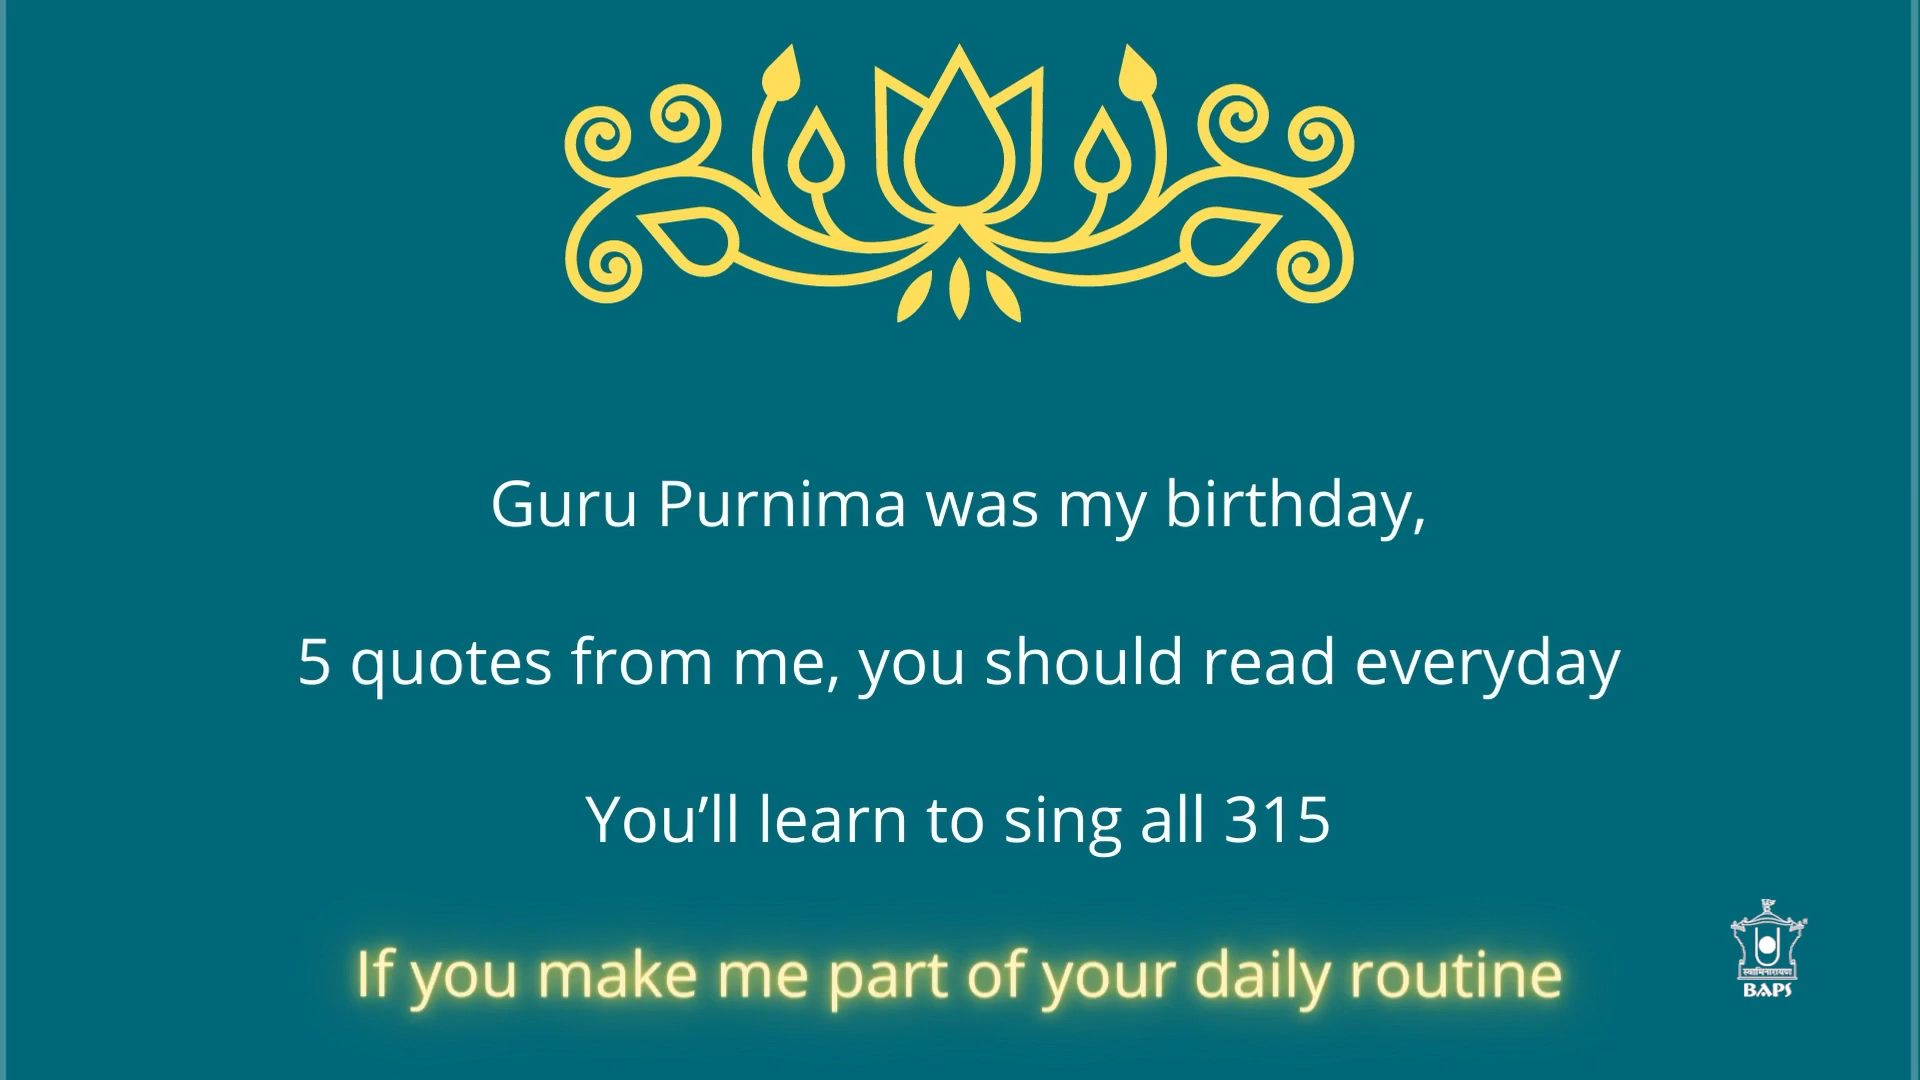 Guru Purnima was my birthday,
5 quotes from me, you should read everyday
You’ll learn to sing all 315
If you make me part of your daily routine
स्वामिनारायण
BAPS